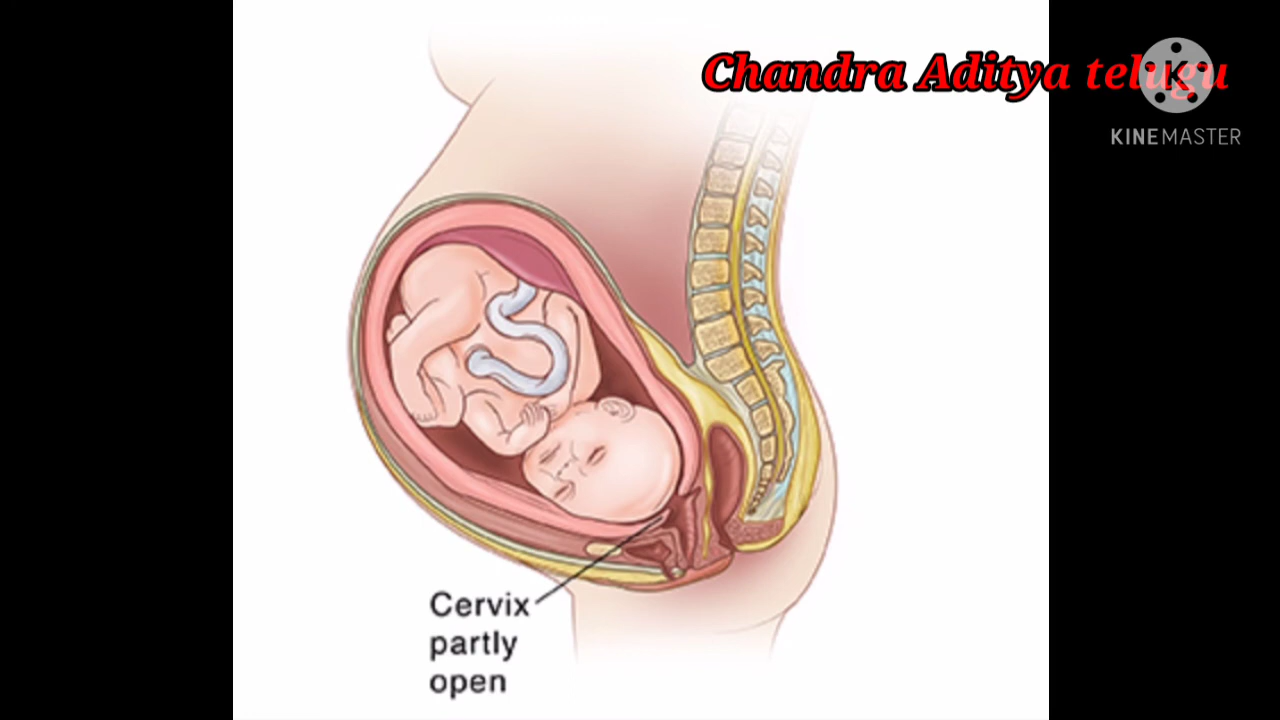 Chandra Aditya telugu
K
KINEMASTER
Cervix
partly
open